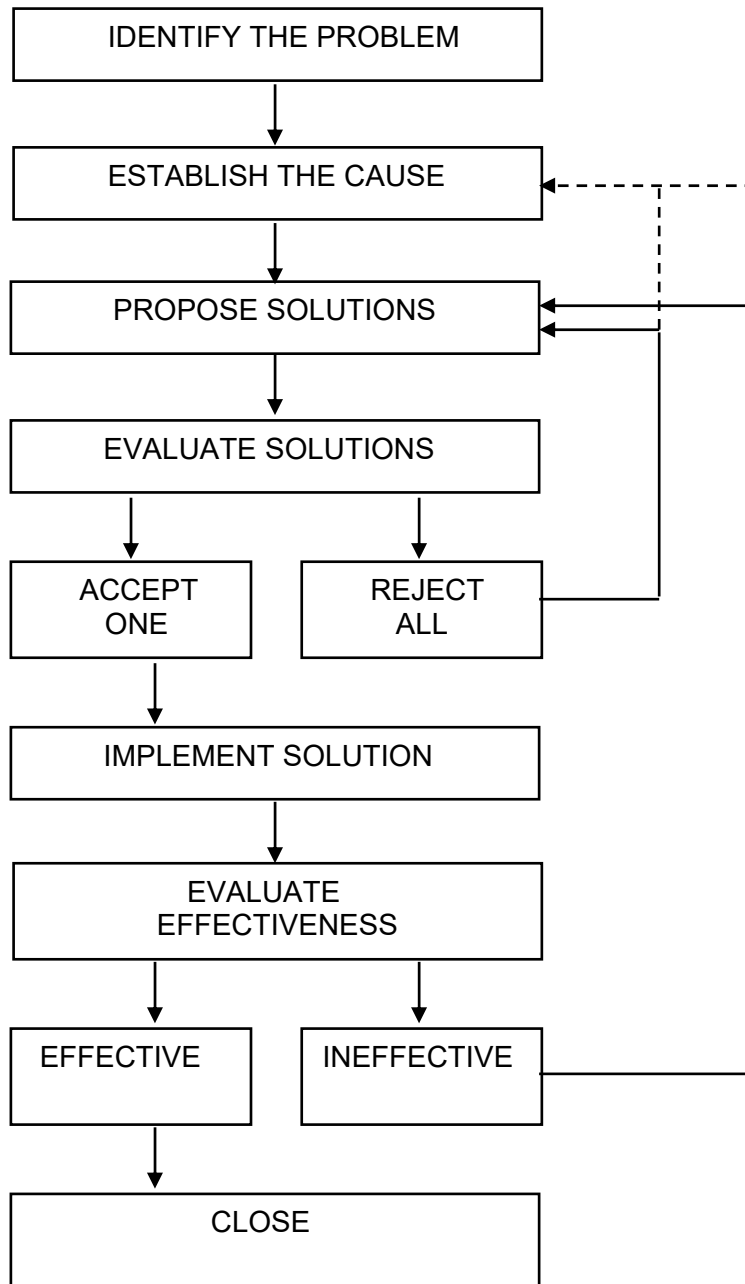 IDENTIFY THE PROBLEM
ESTABLISH THE CAUSE
PROPOSE SOLUTIONS
EVALUATE SOLUTIONS
ACCEPT
ONE
REJECT
ALL
IMPLEMENT SOLUTION
EVALUATE
EFFECTIVENESS
EFFECTIVE
INEFFECTIVE
CLOSE